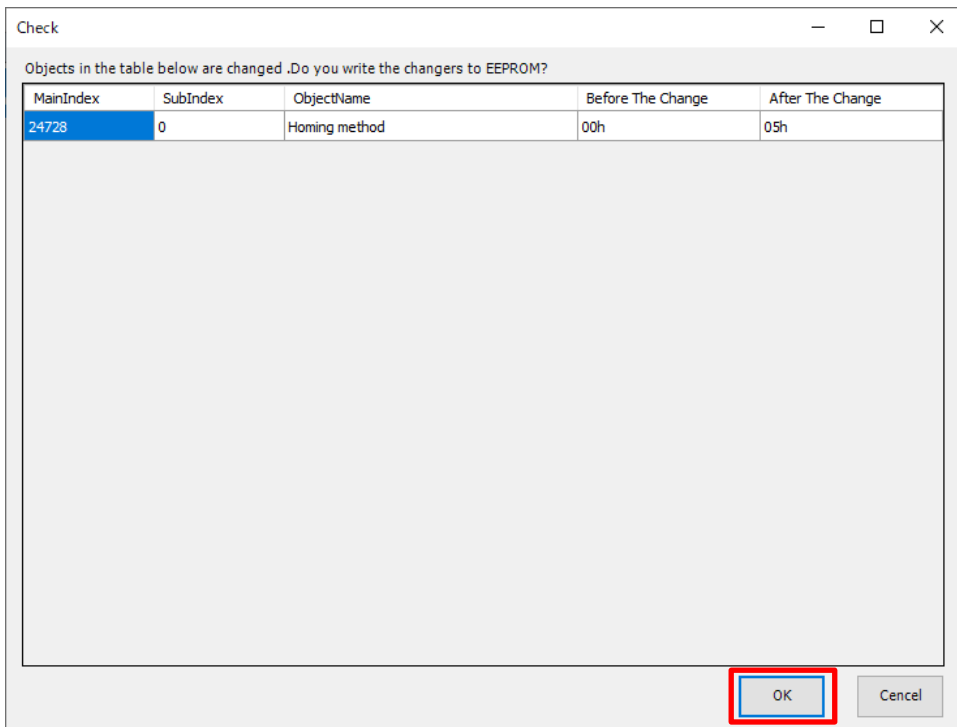 Check
Objects in the table below are changed .Do you write the changers to EEPROM?
MainIndex SubIndex ObjectName Before The Change After The Change
24728 0 Homing method 00h 05h
OK Cencel